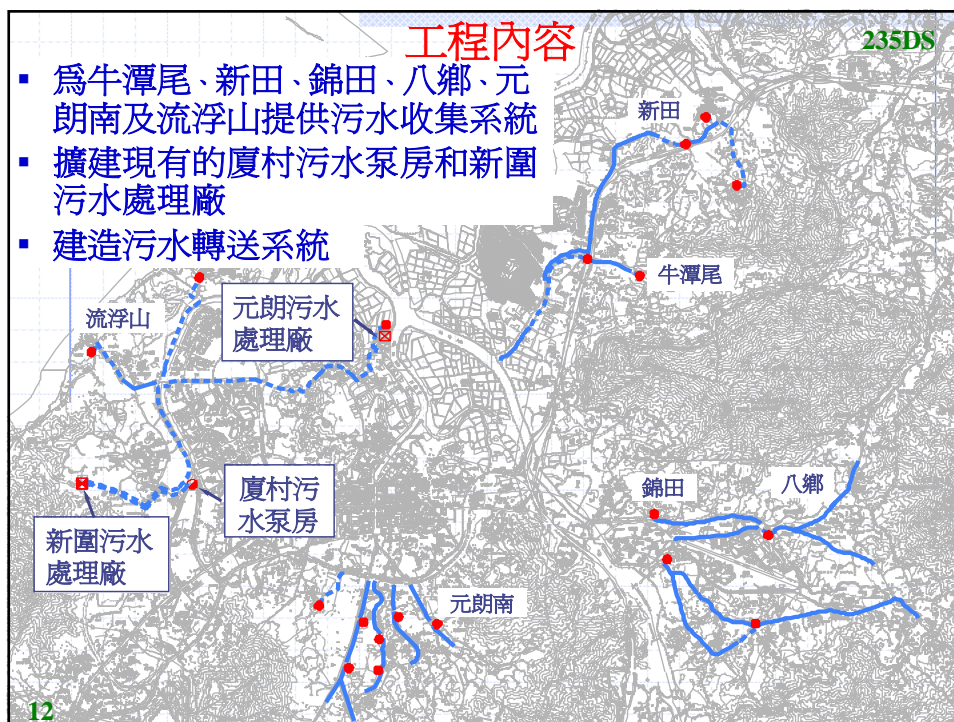 工程內容
235DS
▪ 為牛潭尾、新田、錦田、八鄉、元
朗南及流浮山提供污水收集系統
▪ 擴建現有的廈村污水泵房和新圍
污水處理廠
▪ 建造污水轉送系統
新田
牛潭尾
流浮山
元朗污水
處理廠
廈村污
水泵房
新圍污水
處理廠
錦田
八鄉
元朗南
12